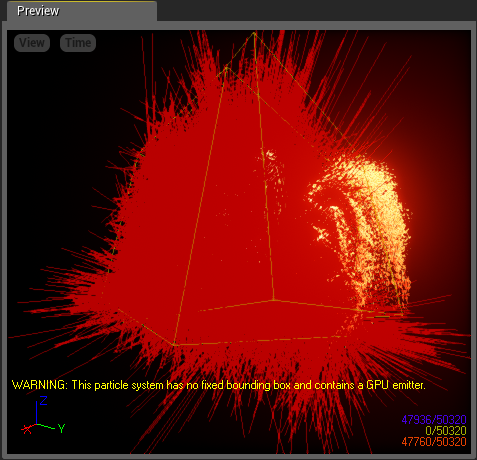 Preview
View Time
WARNING: This particle system has no fixed bounding box and contains a GPU emitter.
Z
47936/50320
X Y
0/50320
47760/50320